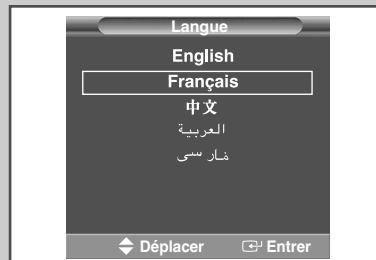 Langue
English
Français
中文
العربية
فارسی
Déplacer Entrer